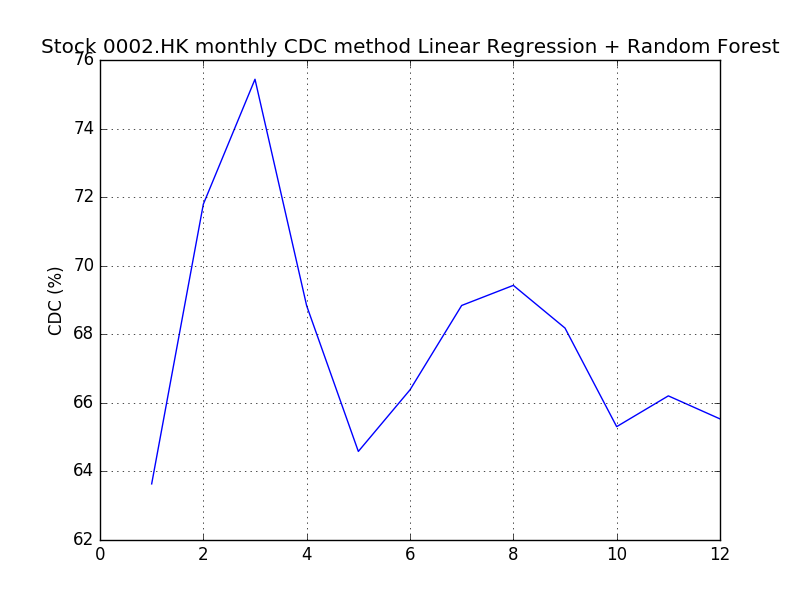 Stock 0002.HK monthly CDC method Linear Regression + Random Forest
76
74
72
70
68
66
64
62
CDC (%)
0 2 4 6 8 10 12